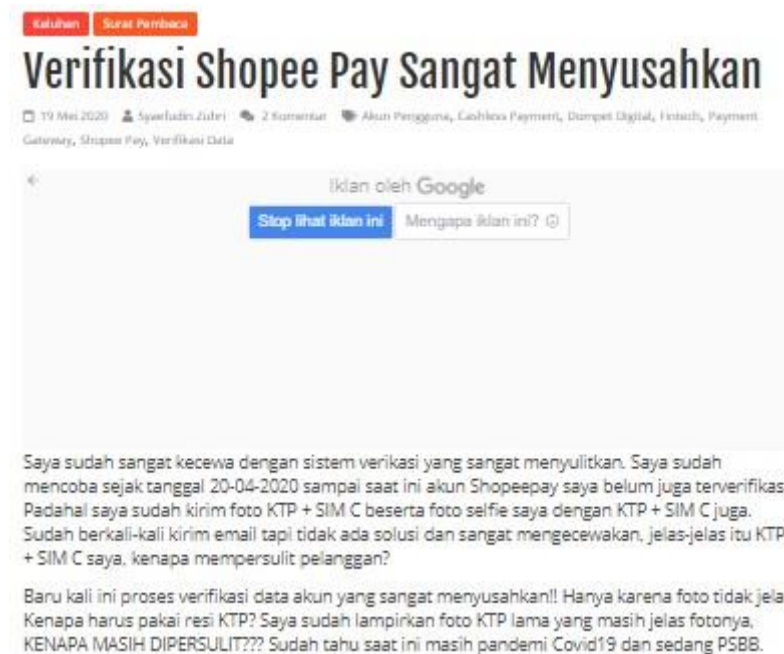 Keluhan Surat Pembaca
Verifikasi Shopee Pay Sangat Menyusahkan
19 Mei 2020 Syaefudin Zuhri 2 Komentar Akun Pengguna, Cashless Payment, Dompet Digital, Fintech, Payment
Gateway, Shopee Pay, Verifikasi Data
Iklan oleh Google
Stop lihat iklan ini Mengapa iklan ini?
Saya sudah sangat kecewa dengan sistem verikasi yang sangat menyulitkan. Saya sudah
mencoba sejak tanggal 20-04-2020 sampai saat ini akun Shopeepay saya belum juga terverifikas
Padahal saya sudah kirim foto KTP + SIM C beserta foto selfie saya dengan KTP + SIM C juga.
Sudah berkali-kali kirim email tapi tidak ada solusi dan sangat mengecewakan, jelas-jelas itu KTP
+ SIM C saya, kenapa mempersulit pelanggan?
Baru kali ini proses verifikasi data akun yang sangat menyusahkan!! Hanya karena foto tidak jela
Kenapa harus pakai resi KTP? Saya sudah lampirkan foto KTP lama yang masih jelas fotonya,
KENAPA MASIH DIPERSULIT??? Sudah tahu saat ini masih pandemi Covid19 dan sedang PSBB.